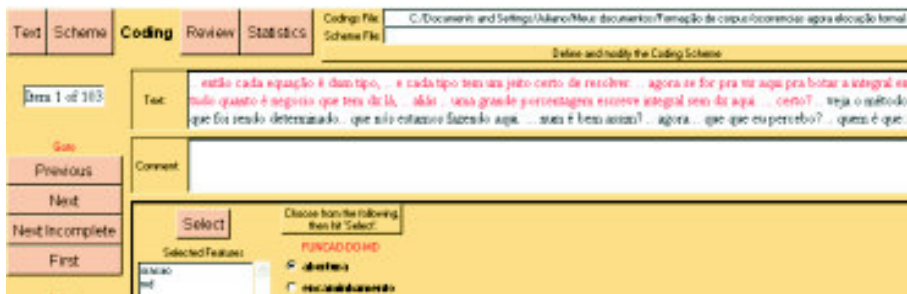 Text Scheme Coding Review Statistics
Codings File: C:/Documents and Settings/Juliano/Meus documentos/Formação de corpus/ocorrencias agora elocução formal
Scheme File:
Define and modify the Coding Scheme
Item 1 of 103
Text:
então cada equação é dum tipo, .. e cada tipo tem um jeito certo de resolver ... agora se for pra vir aqui pra botar a integral em
tudo quanto é negocio que tem dx lá, ... aliás ... uma grande porcentagem escreve integral sem dx aqui ... certo? .. veja o método
que foi sendo determinado .. que nós estamos fazendo aqui .. num é bem assim? .. agora .. que que eu percebo? .. quem é que
Goto
Previous
Next
Next Incomplete
First
Comment:
Select
Selected Features
Choose from the following,
then hit 'Select'.
FUNCAO-DO-MD
abertura
encaminhamento
md